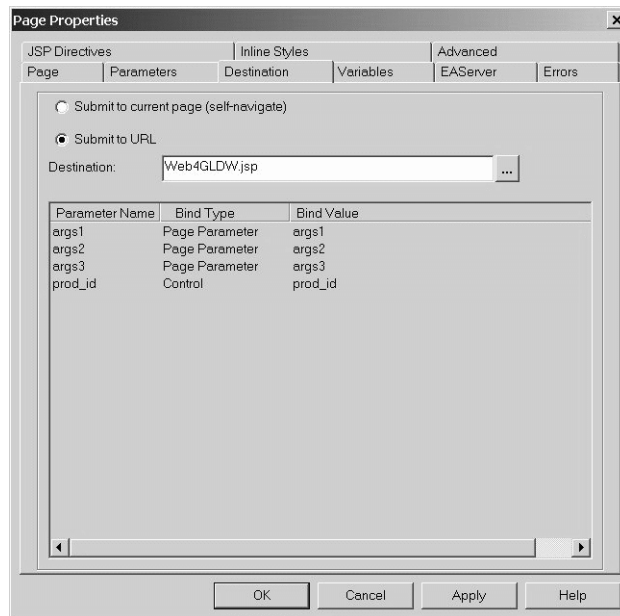 Page Properties
JSP Directives Inline Styles Advanced
Page Parameters Destination Variables EAServer Errors
Submit to current page (self-navigate)
Submit to URL
Destination: Web4GLDW.jsp ...
Parameter Name Bind Type Bind Value
args1 Page Parameter args1
args2 Page Parameter args2
args3 Page Parameter args3
prod_id Control prod_id
OK Cancel Apply Help